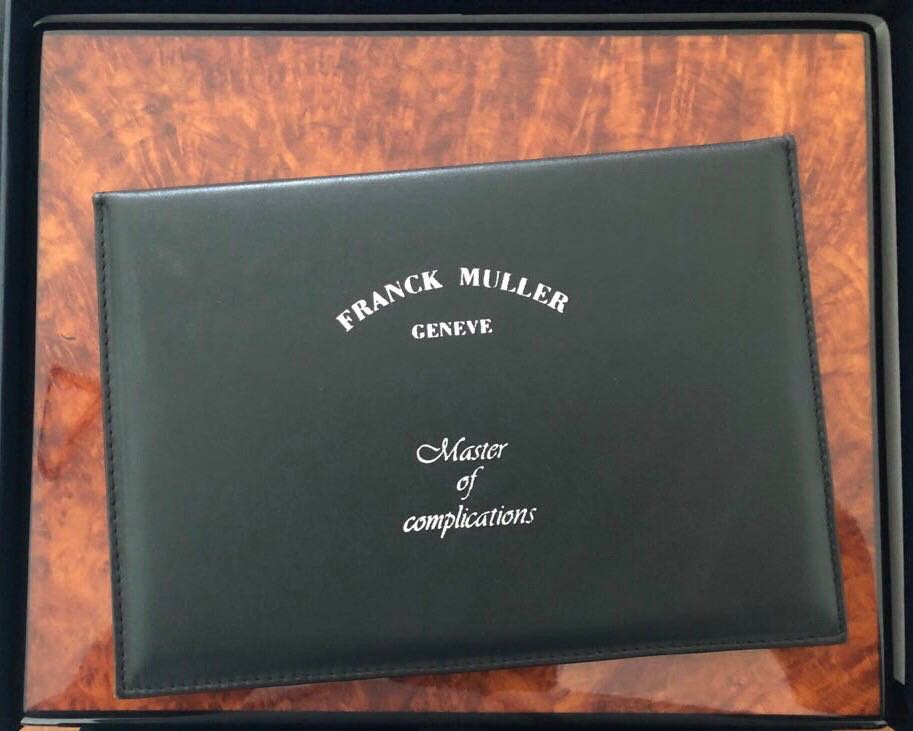 FRANCK MULLER
GENEVE
Master
of
complications